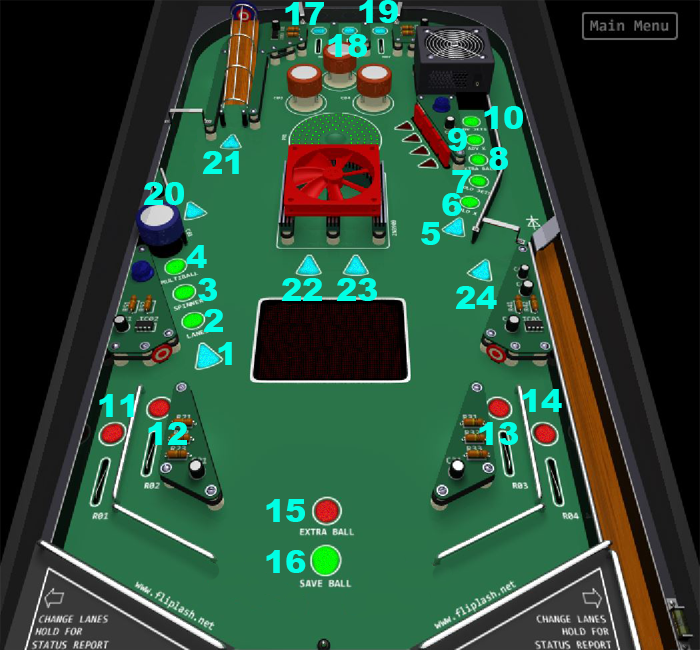 17
19
Main Menu
18
10
9
8
21
7
20
6
5
4
MULTIBALL
22
23
24
3
SPINNER
2
LANE
1
11
14
12
13
R02
R03
R01
R04
15
EXTRA BALL
16
SAVE BALL
www.fliplash.net
www.fliplash.net
CHANGE LANES
HOLD FOR
STATUS REPORT
CHANGE LANES
HOLD FOR
STATUS REPORT